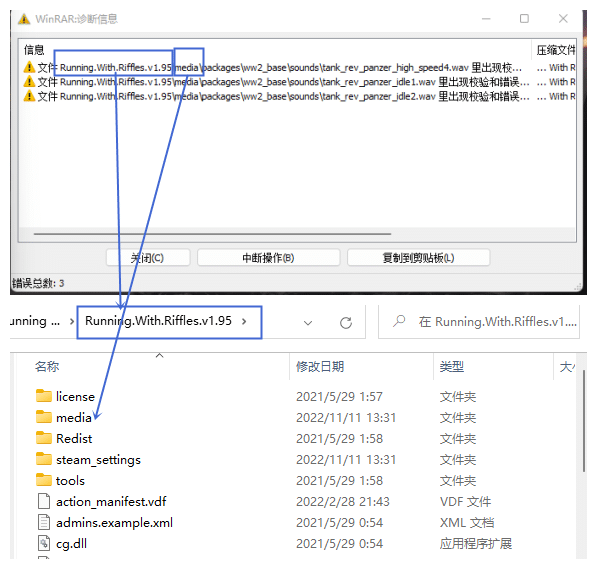 WinRAR:诊断信息
信息 压缩文件
文件 Running.With.Riffles.v1.95\media\packages\ww2_base\sounds\tank_rev_panzer_high_speed4.wav 里出现校... ... With R
文件 Running.With.Riffles.v1.95\media\packages\ww2_base\sounds\tank_rev_panzer_idle1.wav 里出现校验和错误... ... With R
文件 Running.With.Riffles.v1.95\media\packages\ww2_base\sounds\tank_rev_panzer_idle2.wav 里出现校验和错误... ... With R
关闭(C) 中断操作(B) 复制到剪贴板(L)
错误总数: 3
unning ... Running.With.Riffles.v1.95 在 Running.With.Riffles.v1....
名称 修改日期 类型 大小
license 2021/5/29 1:57 文件夹
media 2022/11/11 13:31 文件夹
Redist 2021/5/29 1:58 文件夹
steam_settings 2022/11/11 13:31 文件夹
tools 2021/5/29 1:58 文件夹
action_manifest.vdf 2022/2/28 21:43 VDF 文件
admins.example.xml 2021/5/29 0:54 XML 文档
cg.dll 2021/5/29 0:54 应用程序扩展